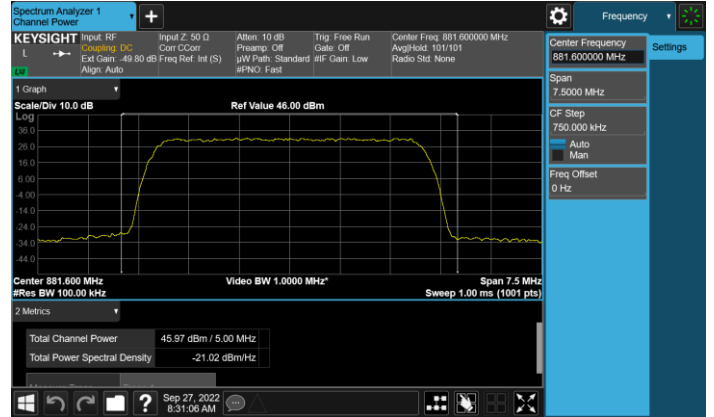 Spectrum Analyzer 1
Channel Power
+
Frequency
KEYSIGHT
L
LXI
Input: RF
Coupling: DC
Ext Gain: -49.80 dB
Align: Auto
Input Z: 50 Ω
Corr CCorr
Freq Ref: Int (S)
Atten: 10 dB
Preamp: Off
µW Path: Standard
#PNO: Fast
Trig: Free Run
Gate: Off
#IF Gain: Low
Center Freq: 881.600000 MHz
Avg|Hold: 101/101
Radio Std: None
Center Frequency
881.600000 MHz
Settings
Span
7.5000 MHz
CF Step
750.000 kHz
Auto
Man
Freq Offset
0 Hz
1 Graph
Scale/Div 10.0 dB
Ref Value 46.00 dBm
Log
36.0
26.0
16.0
6.00
-4.00
-14.0
-24.0
-34.0
-44.0
Center 881.600 MHz
Video BW 1.0000 MHz*
Span 7.5 MHz
#Res BW 100.00 kHz
Sweep 1.00 ms (1001 pts)
2 Metrics
Total Channel Power 45.97 dBm / 5.00 MHz
Total Power Spectral Density -21.02 dBm/Hz
?
Sep 27, 2022
8:31:06 AM